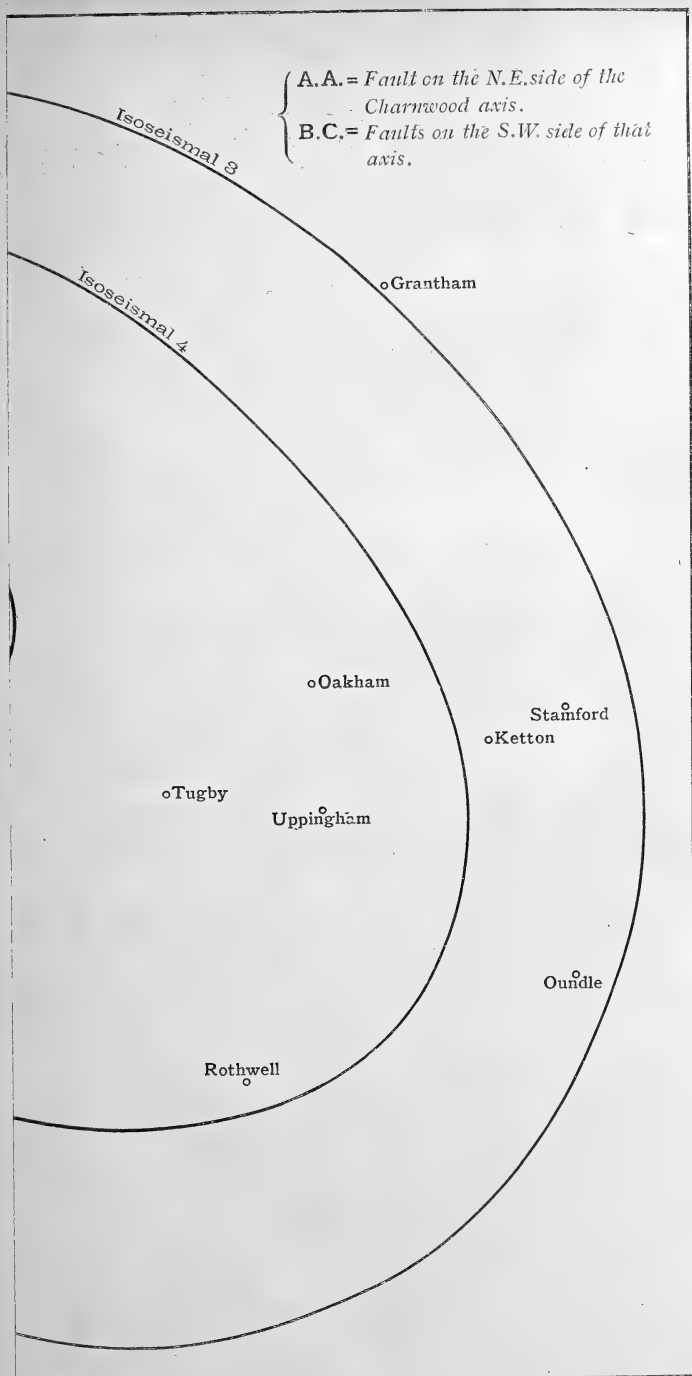 A.A. = Fault on the N.E. side of the
Charnwood axis.
B.C. = Faults on the S.W. side of that
axis.
Isoseismal 3
Isoseismal 4
Grantham
Oakham
Stamford
Ketton
Tugby
Uppingham
Oundle
Rothwell